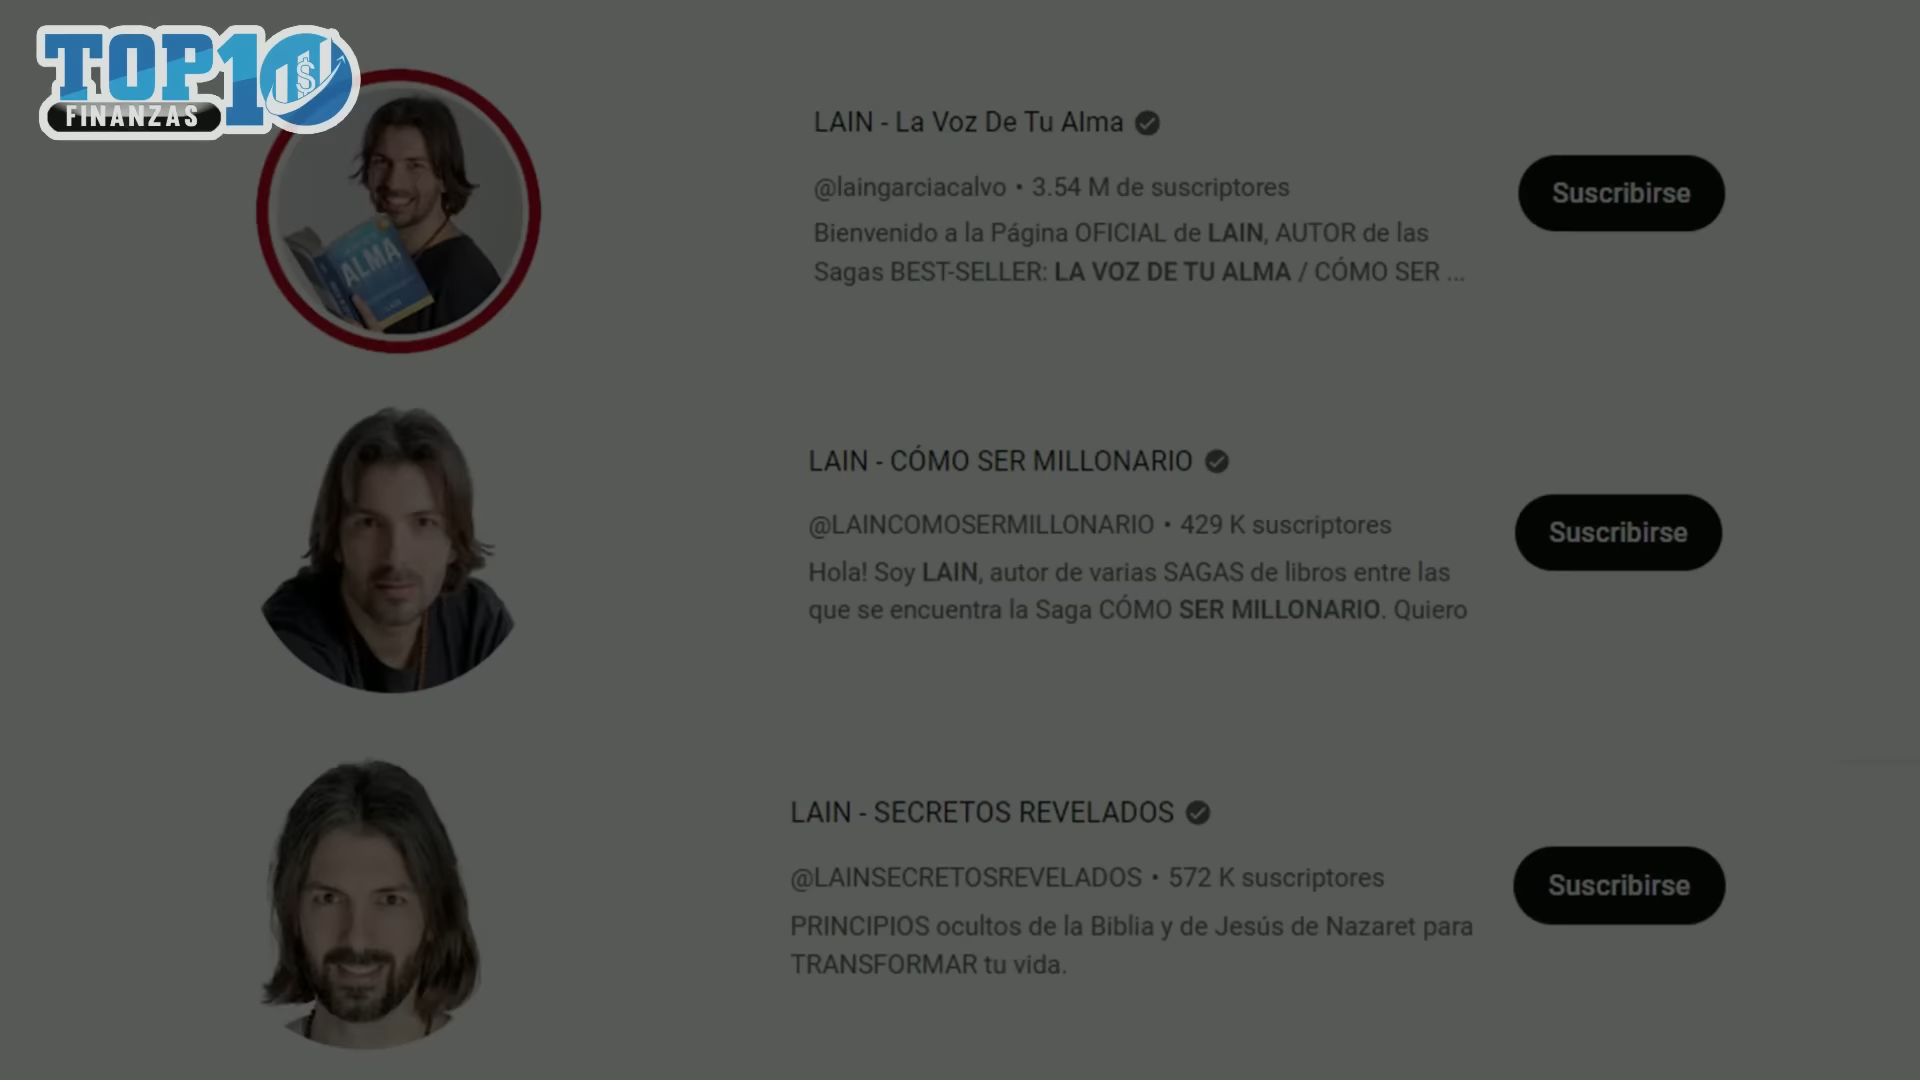 TOP10
FINANZAS
ALMA
LAIN - La Voz De Tu Alma
@laingarciacalvo • 3.54 M de suscriptores
Bienvenido a la Página OFICIAL de LAIN, AUTOR de las
Sagas BEST-SELLER: LA VOZ DE TU ALMA / CÓMO SER ...
Suscribirse
LAIN - CÓMO SER MILLONARIO
@LAINCOMOSERMILLONARIO • 429 K suscriptores
Hola! Soy LAIN, autor de varias SAGAS de libros entre las
que se encuentra la Saga CÓMO SER MILLONARIO. Quiero
Suscribirse
LAIN - SECRETOS REVELADOS
@LAINSECRETOSREVELADOS • 572 K suscriptores
PRINCIPIOS ocultos de la Biblia y de Jesús de Nazaret para
TRANSFORMAR tu vida.
Suscribirse